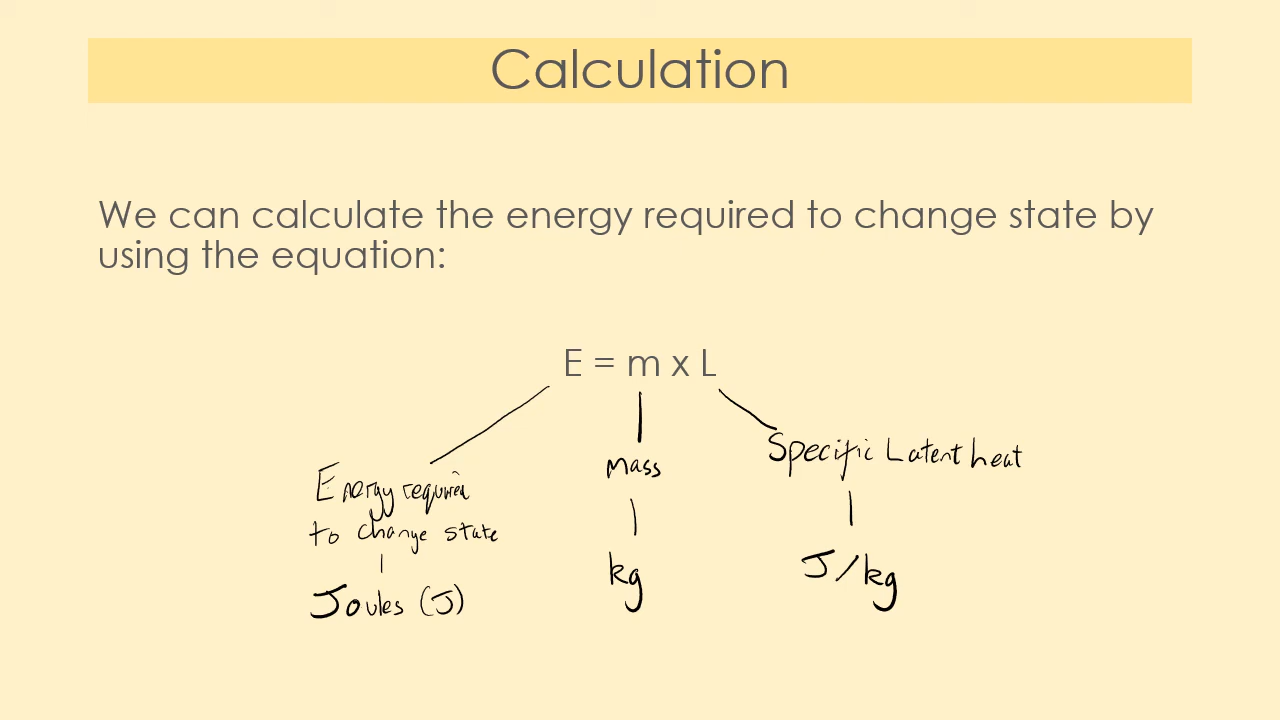 Calculation
We can calculate the energy required to change state by
using the equation:
E = m x L
Energy required
to change state
Joules (J)
mass
kg
Specific Latent heat
J/kg